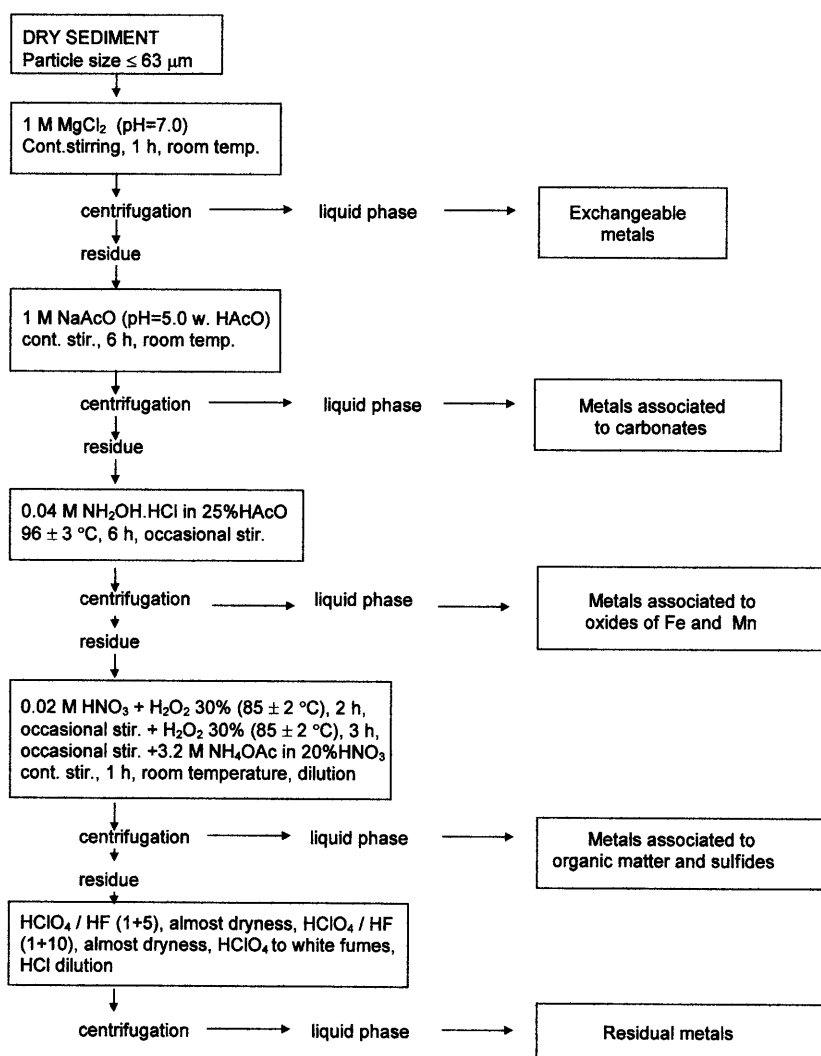 DRY SEDIMENT
Particle size ≤ 63 μm
1 M MgCl₂ (pH=7.0)
Cont.stirring, 1 h, room temp.
centrifugation
liquid phase
Exchangeable
metals
residue
1 M NaAcO (pH=5.0 w. HAcO)
cont. stir., 6 h, room temp.
centrifugation
liquid phase
Metals associated
to carbonates
residue
0.04 M NH₂OH.HCl in 25%HAcO
96 ± 3 °C, 6 h, occasional stir.
centrifugation
liquid phase
Metals associated to
oxides of Fe and Mn
residue
0.02 M HNO₃ + H₂O₂ 30% (85 ± 2 °C), 2 h,
occasional stir. + H₂O₂ 30% (85 ± 2 °C), 3 h,
occasional stir. +3.2 M NH₄OAc in 20%HNO₃
cont. stir., 1 h, room temperature, dilution
centrifugation
liquid phase
Metals associated to
organic matter and sulfides
residue
HClO₄ / HF (1+5), almost dryness, HClO₄ / HF
(1+10), almost dryness, HClO₄ to white fumes,
HCl dilution
centrifugation
liquid phase
Residual metals